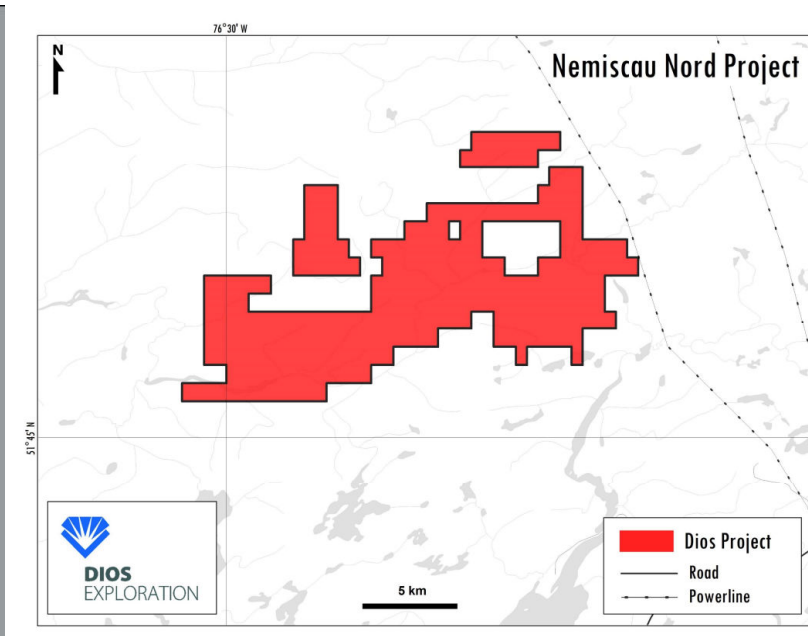 76°30' W
N
Nemiscau Nord Project
51°45' N
DIOS
EXPLORATION
5 km
Dios Project
Road
Powerline